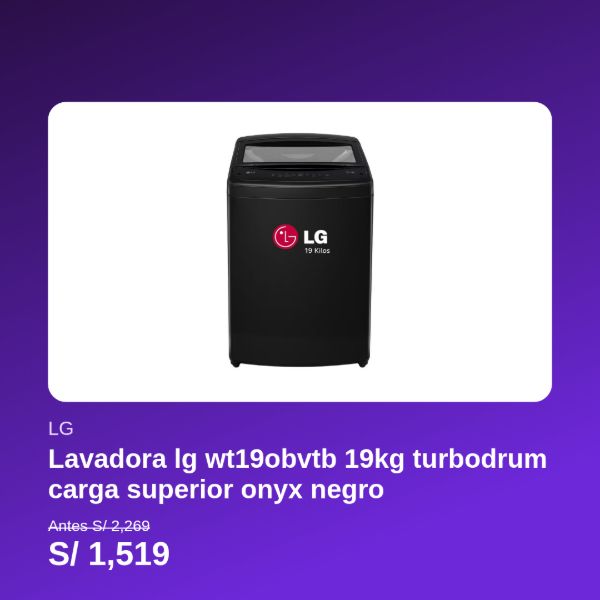 LG
19 Kilos
LG
Lavadora lg wt19obvtb 19kg turbodrum
carga superior onyx negro
Antes S/ 2,269
S/ 1,519